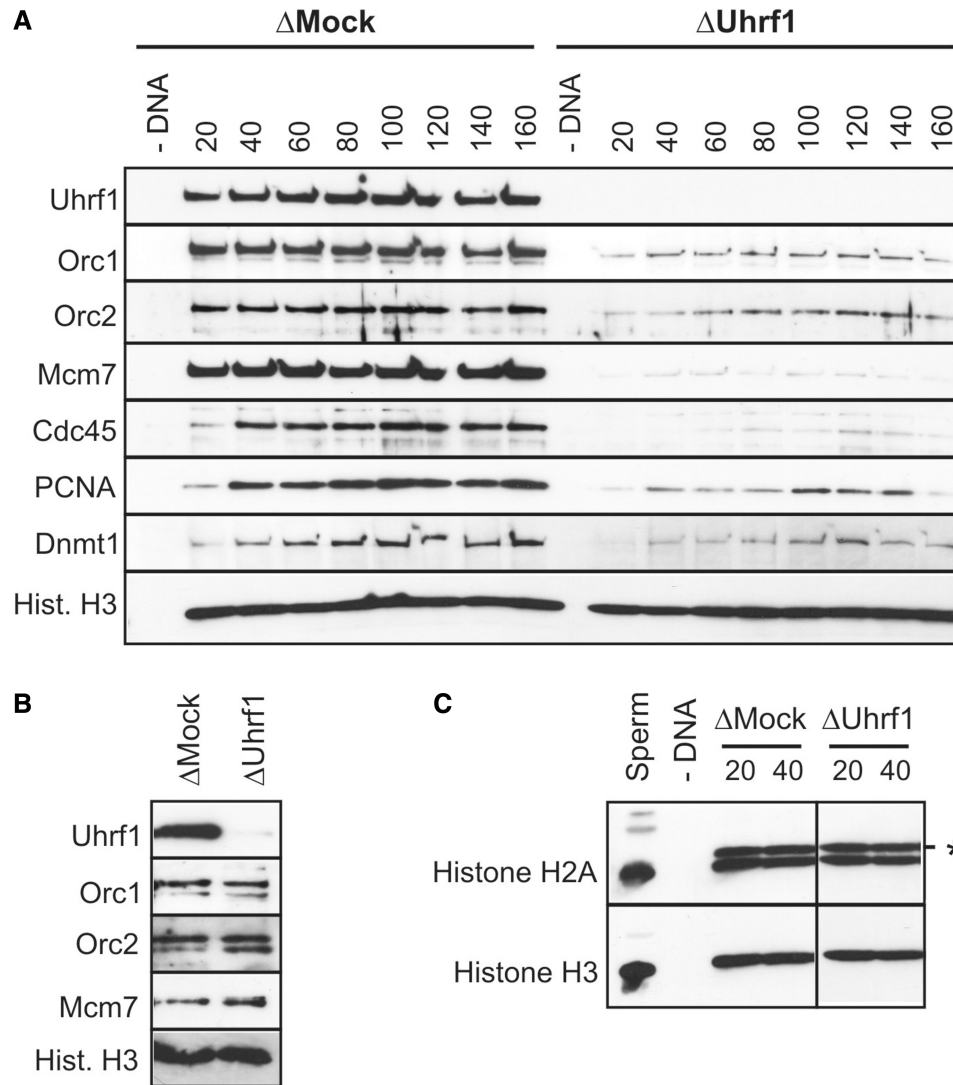 A
ΔMock ΔUhrf1
- DNA 20 40 60 80 100 120 140 160 - DNA 20 40 60 80 100 120 140 160
Uhrf1
Orc1
Orc2
Mcm7
Cdc45
PCNA
Dnmt1
Hist. H3
B
ΔMock ΔUhrf1
Uhrf1
Orc1
Orc2
Mcm7
Hist. H3
C
Sperm - DNA ΔMock ΔUhrf1
20 40 20 40
Histone H2A
Histone H3